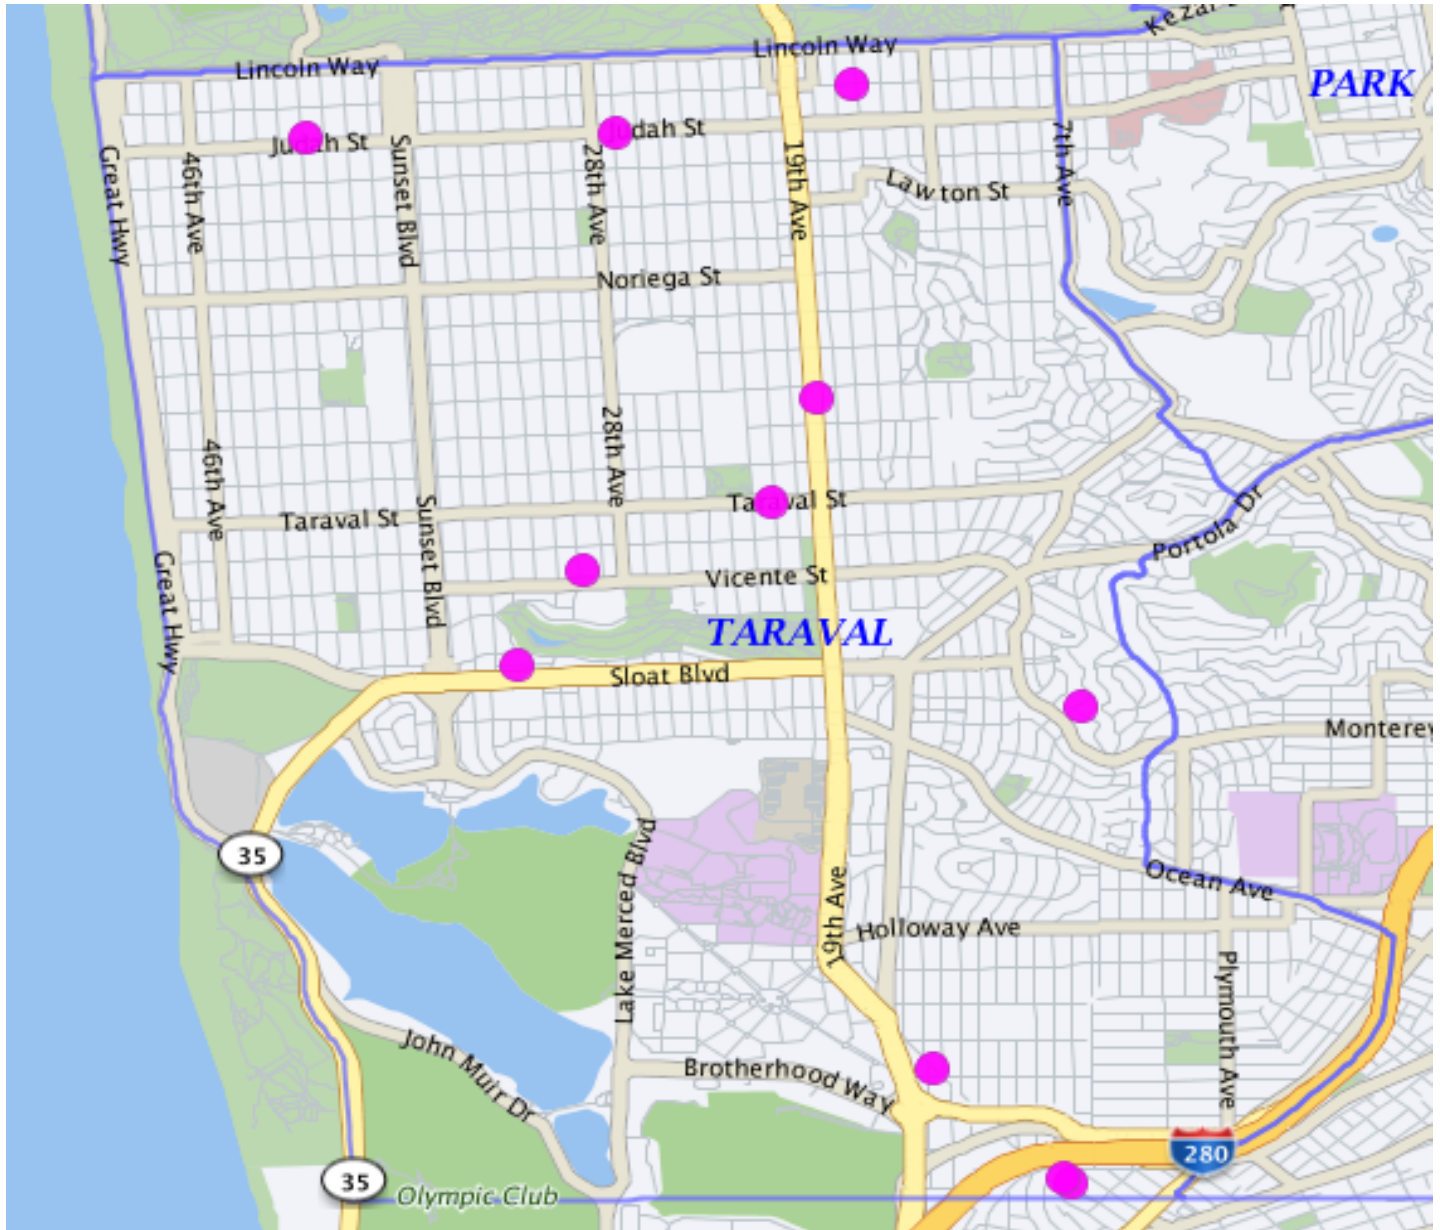 Kezar
Lincoln Way
Lincoln Way
PARK
Judah St
Judah St
Great Hwy
46th Ave
Sunset Blvd
28th Ave
19th Ave
7th Ave
Lawton St
Noriega St
28th Ave
46th Ave
Taraval St
Taraval St
Sunset Blvd
Portola Dr
Great Hwy
Vicente St
TARAVAL
Sloat Blvd
Monterey
35
Lake Merced Blvd
19th Ave
Ocean Ave
Holloway Ave
Plymouth Ave
John Muir Dr
Brotherhood Way
280
35
Olympic Club